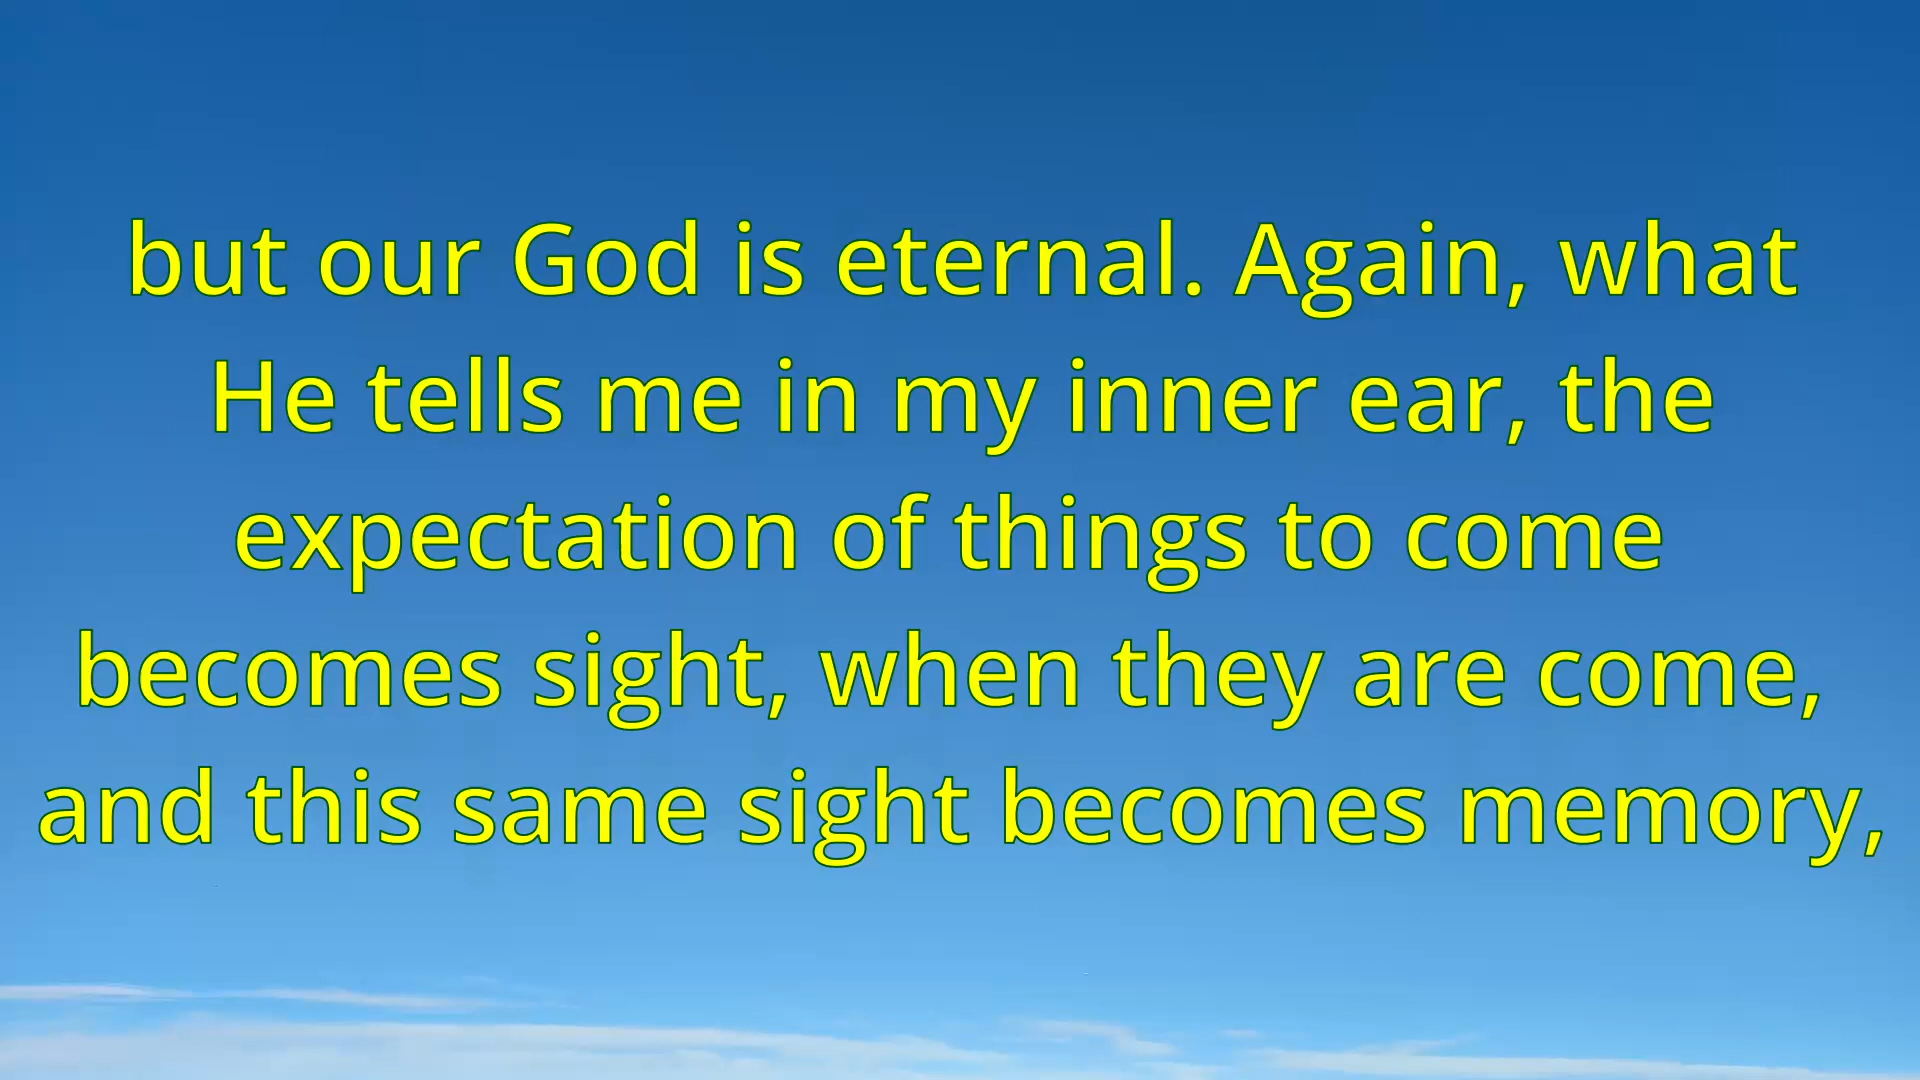 but our God is eternal. Again, what
He tells me in my inner ear, the
expectation of things to come
becomes sight, when they are come,
and this same sight becomes memory,